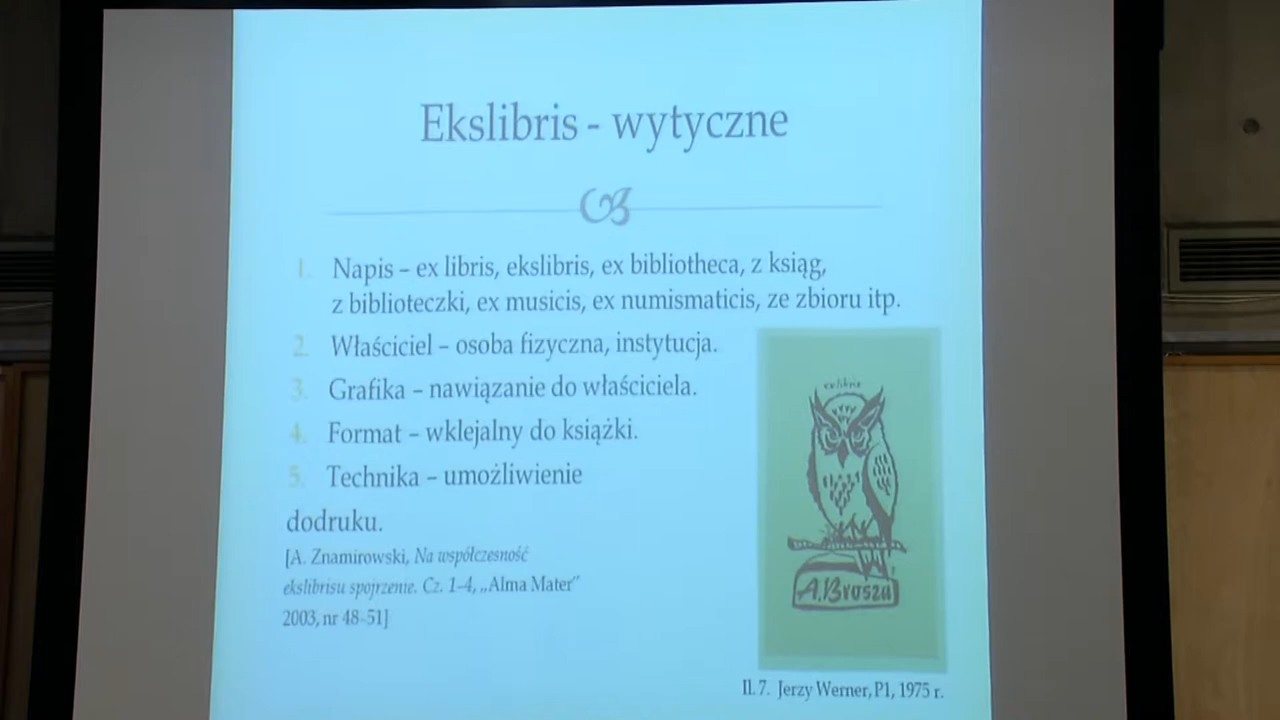 Ekslibris - wytyczne
1. Napis – ex libris, ekslibris, ex bibliotheca, z ksiąg,
z biblioteczki, ex musicis, ex numismaticis, ze zbioru itp.
2. Właściciel – osoba fizyczna, instytucja.
3. Grafika – nawiązanie do właściciela.
4. Format – wklejalny do książki.
5. Technika – umożliwienie
dodruku.
[A. Znamirowski, Na współczesność
ekslibrisu spojrzenie. Cz. 1-4, „Alma Mater”
2003, nr 48-51]
exlibris
A. Brosza
Il. 7. Jerzy Werner, P1, 1975 r.